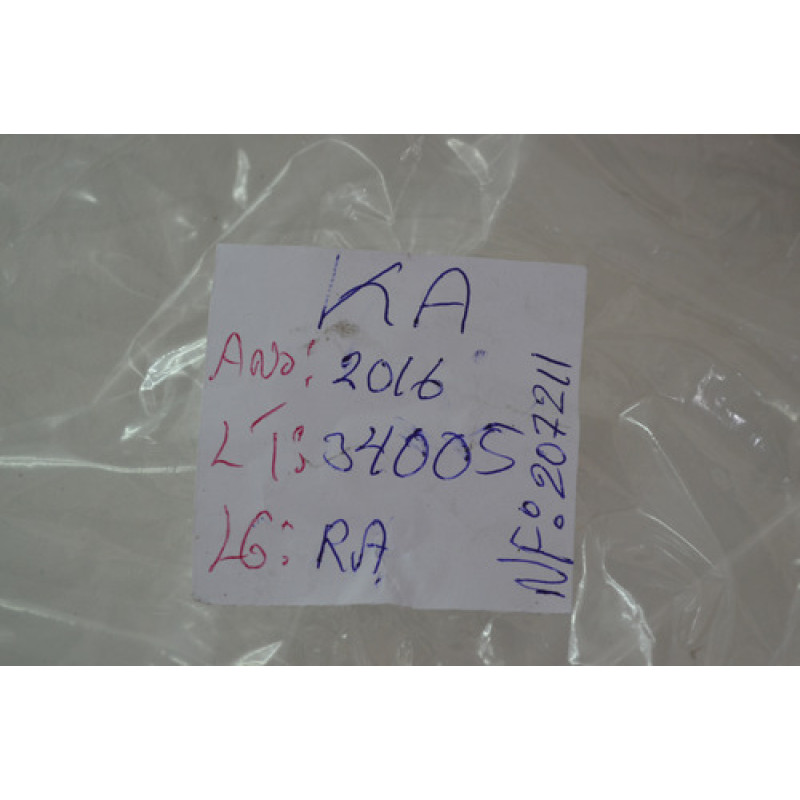 KA
Ano: 2016
LT: 34005
LG: RA
NF: 207211